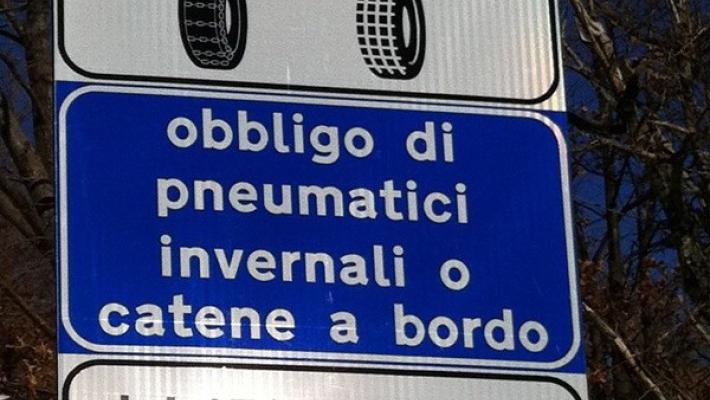 obbligo di
pneumatici
invernali o
catene a bordo